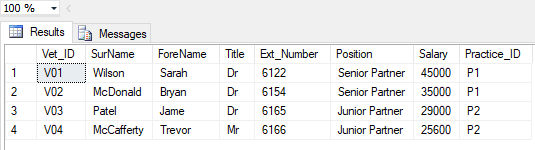 100 %
Results Messages
Vet_ID SurName ForeName Title Ext_Number Position Salary Practice_ID
1 V01 Wilson Sarah Dr 6122 Senior Partner 45000 P1
2 V02 McDonald Bryan Dr 6154 Senior Partner 35000 P1
3 V03 Patel Jame Dr 6165 Junior Partner 29000 P2
4 V04 McCafferty Trevor Mr 6166 Junior Partner 25600 P2